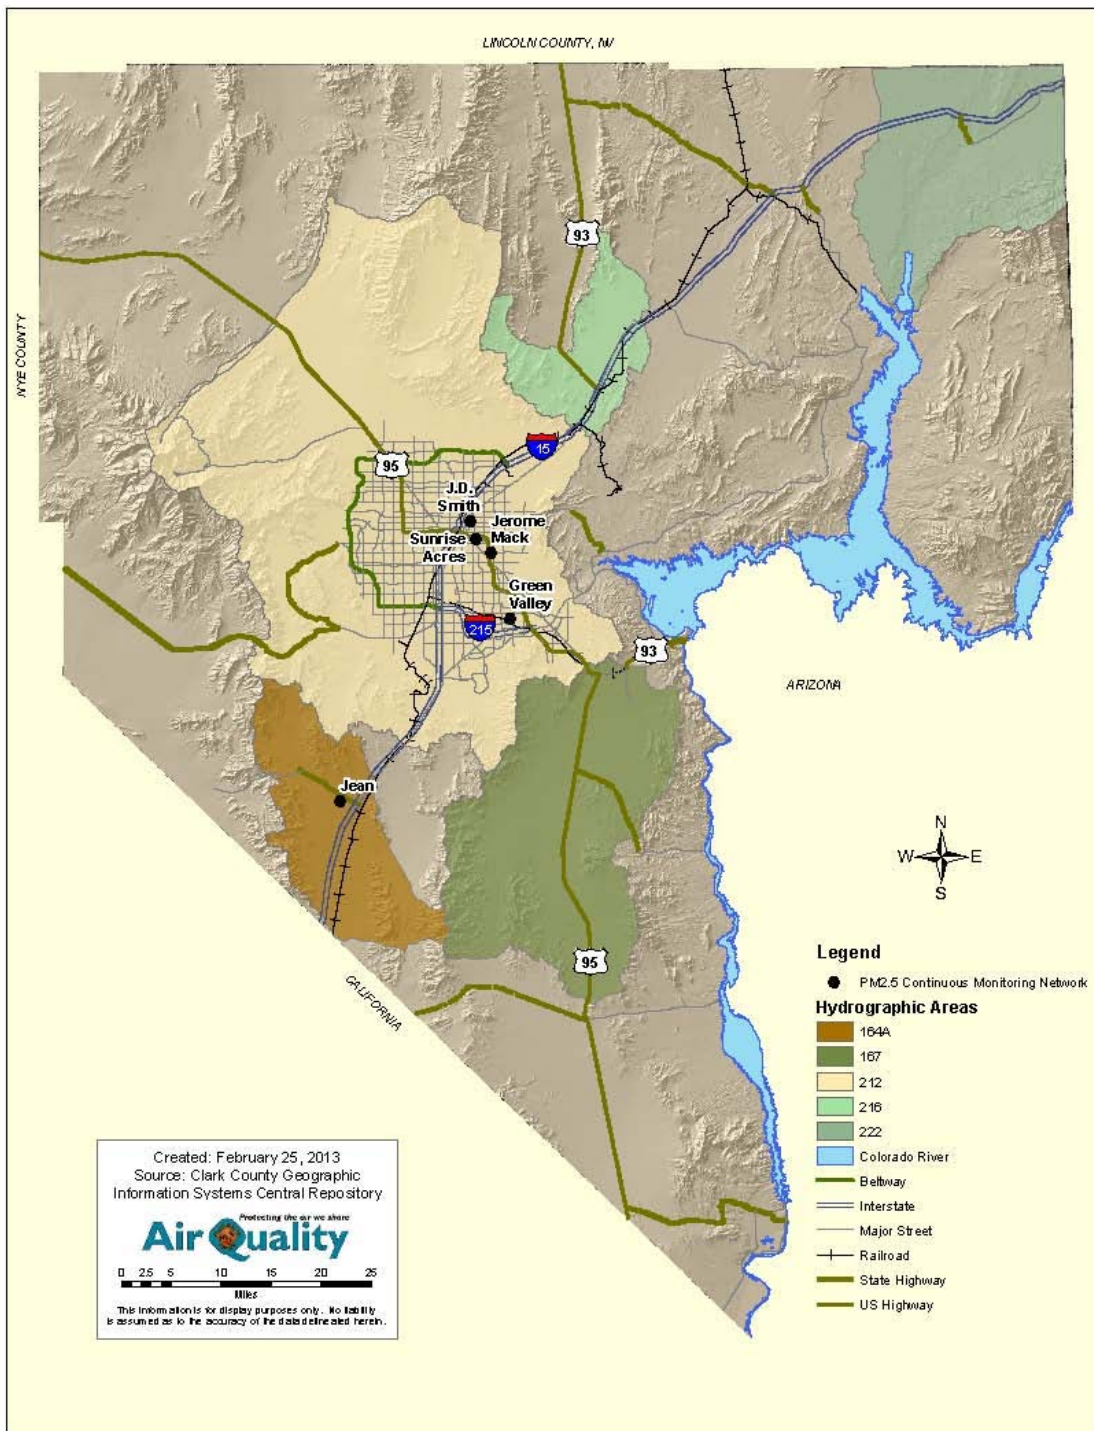 LINCOLN COUNTY, NV
NYE COUNTY
93
15
95
J.D.
Smith
Jerome
Mack
Sunrise
Acres
Green
Valley
215
93
ARIZONA
Jean
N
W E
S
95
CALIFORNIA
Legend
PM2.5 Continuous Monitoring Network
Hydrographic Areas
164A
167
212
216
222
Colorado River
Beltway
Interstate
Major Street
Railroad
State Highway
US Highway
Created: February 25, 2013
Source: Clark County Geographic
Information Systems Central Repository
Protecting the air we share
Air Quality
0 2.5 5 10 15 20 25
Miles
This information is for display purposes only. No liability
is assumed as to the accuracy of the data delineated herein.